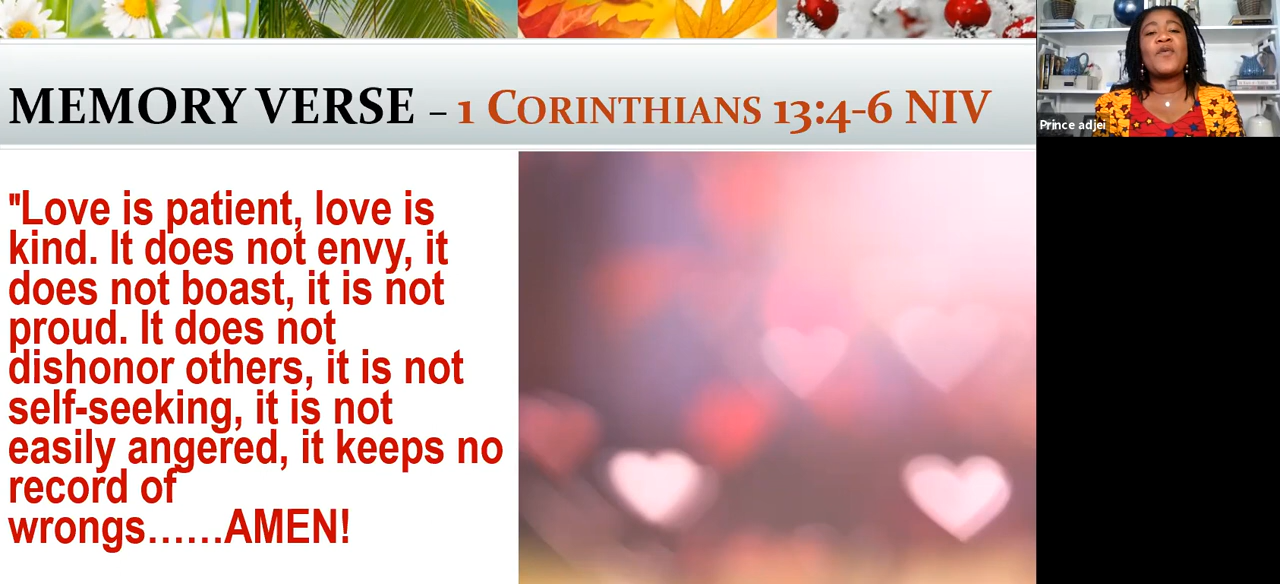 MEMORY VERSE – 1 CORINTHIANS 13:4-6 NIV
Prince adjei
"Love is patient, love is
kind. It does not envy, it
does not boast, it is not
proud. It does not
dishonor others, it is not
self-seeking, it is not
easily angered, it keeps no
record of
wrongs......AMEN!